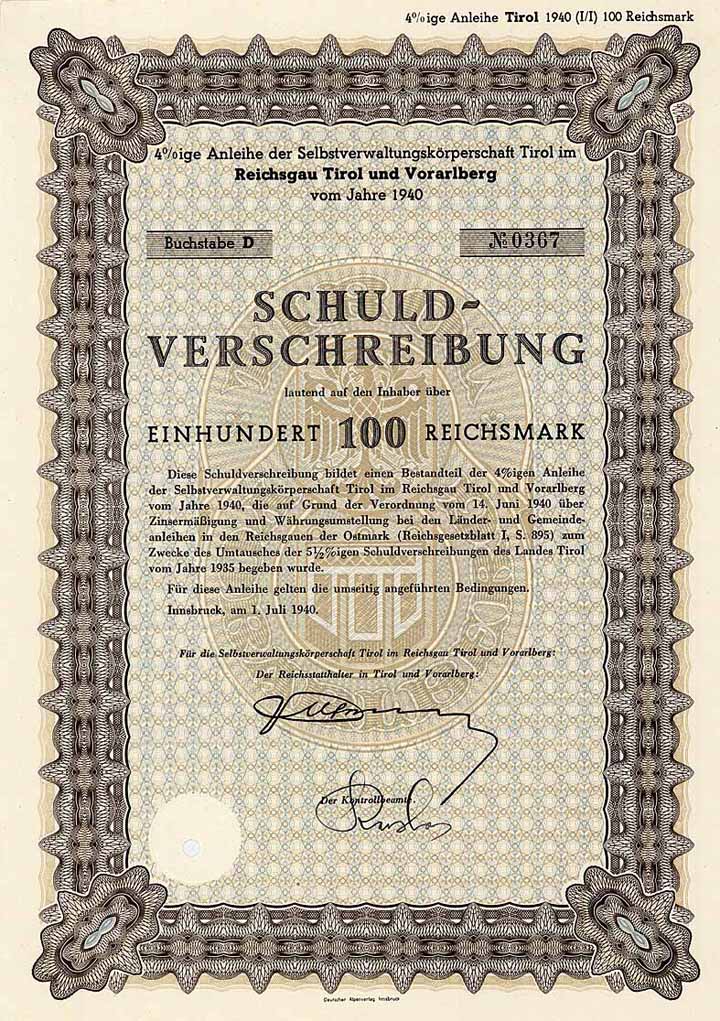 4%ige Anleihe Tirol 1940 (I/I) 100 Reichsmark
4%ige Anleihe der Selbstverwaltungskörperschaft Tirol im
Reichsgau Tirol und Vorarlberg
vom Jahre 1940
Buchstabe D
№ 0367
SCHULD-
VERSCHREIBUNG
lautend auf den Inhaber über
EINHUNDERT 100 REICHSMARK
Diese Schuldverschreibung bildet einen Bestandteil der 4%igen Anleihe
der Selbstverwaltungskörperschaft Tirol im Reichsgau Tirol und Vorarlberg
vom Jahre 1940, die auf Grund der Verordnung vom 14. Juni 1940 über
Zinsermäßigung und Währungsumstellung bei den Länder- und Gemeinde-
anleihen in den Reichsgauen der Ostmark (Reichsgesetzblatt I, S. 895) zum
Zwecke des Umtausches der 5½%igen Schuldverschreibungen des Landes Tirol
vom Jahre 1935 begeben wurde.
Für diese Anleihe gelten die umseitig angeführten Bedingungen.
Innsbruck, am 1. Juli 1940.
Für die Selbstverwaltungskörperschaft Tirol im Reichsgau Tirol und Vorarlberg:
Der Reichsstatthalter in Tirol und Vorarlberg:
Der Kontrollbeamte.
Deutscher Alpenverlag Innsbruck